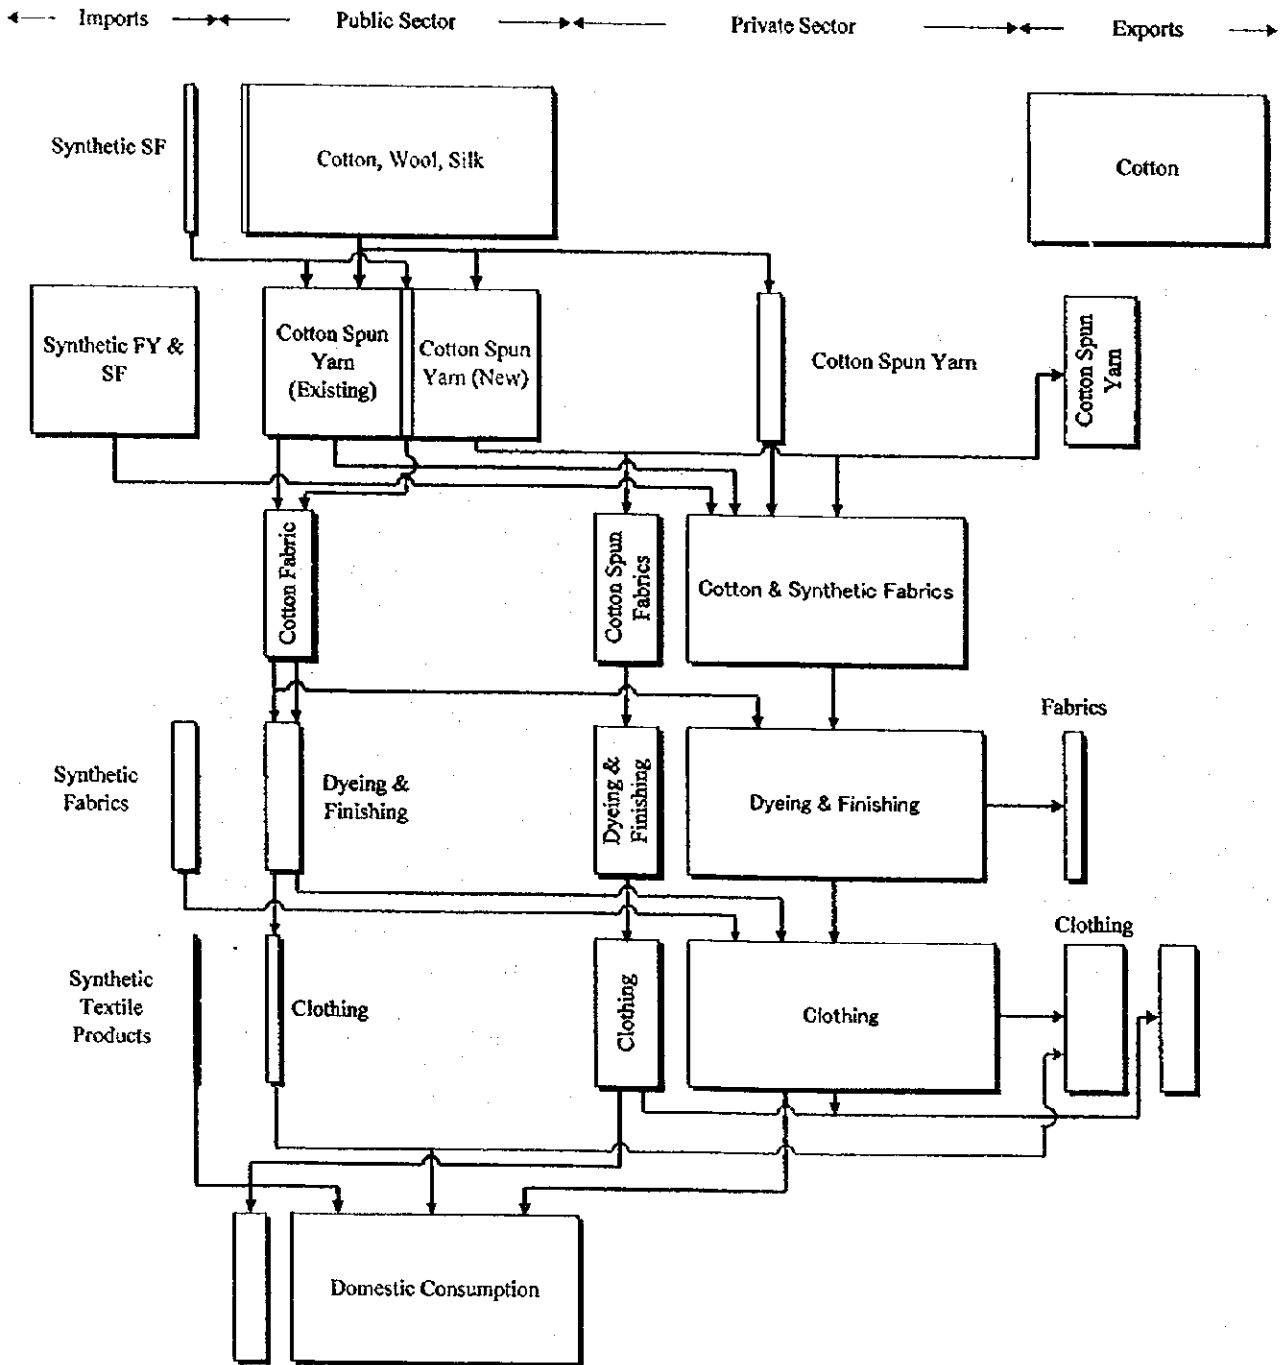 Imports
Public Sector
Private Sector
Exports
Synthetic SF
Cotton, Wool, Silk
Cotton
Synthetic FY &
SF
Cotton Spun
Yarn
(Existing)
Cotton Spun
Yarn (New)
Cotton Spun Yarn
Cotton Spun
Yarn
Cotton Fabric
Cotton Spun
Fabrics
Cotton & Synthetic Fabrics
Synthetic
Fabrics
Dyeing &
Finishing
Dyeing &
Finishing
Dyeing & Finishing
Fabrics
Synthetic
Textile
Products
Clothing
Clothing
Clothing
Clothing
Domestic Consumption